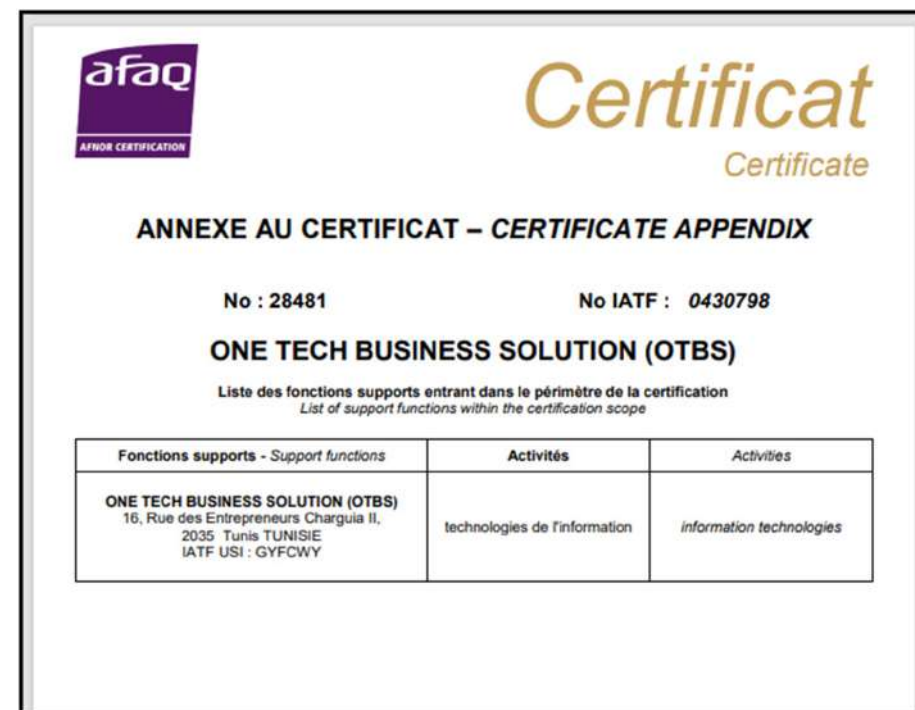 afaq
AFNOR CERTIFICATION
Certificat
Certificate
ANNEXE AU CERTIFICAT – CERTIFICATE APPENDIX
No : 28481 No IATF : 0430798
ONE TECH BUSINESS SOLUTION (OTBS)
Liste des fonctions supports entrant dans le périmètre de la certification
List of support functions within the certification scope
Fonctions supports - Support functions Activités Activities
ONE TECH BUSINESS SOLUTION (OTBS)
16, Rue des Entrepreneurs Charguia II,
2035 Tunis TUNISIE
IATF USI : GYFCWY
technologies de l'information
information technologies